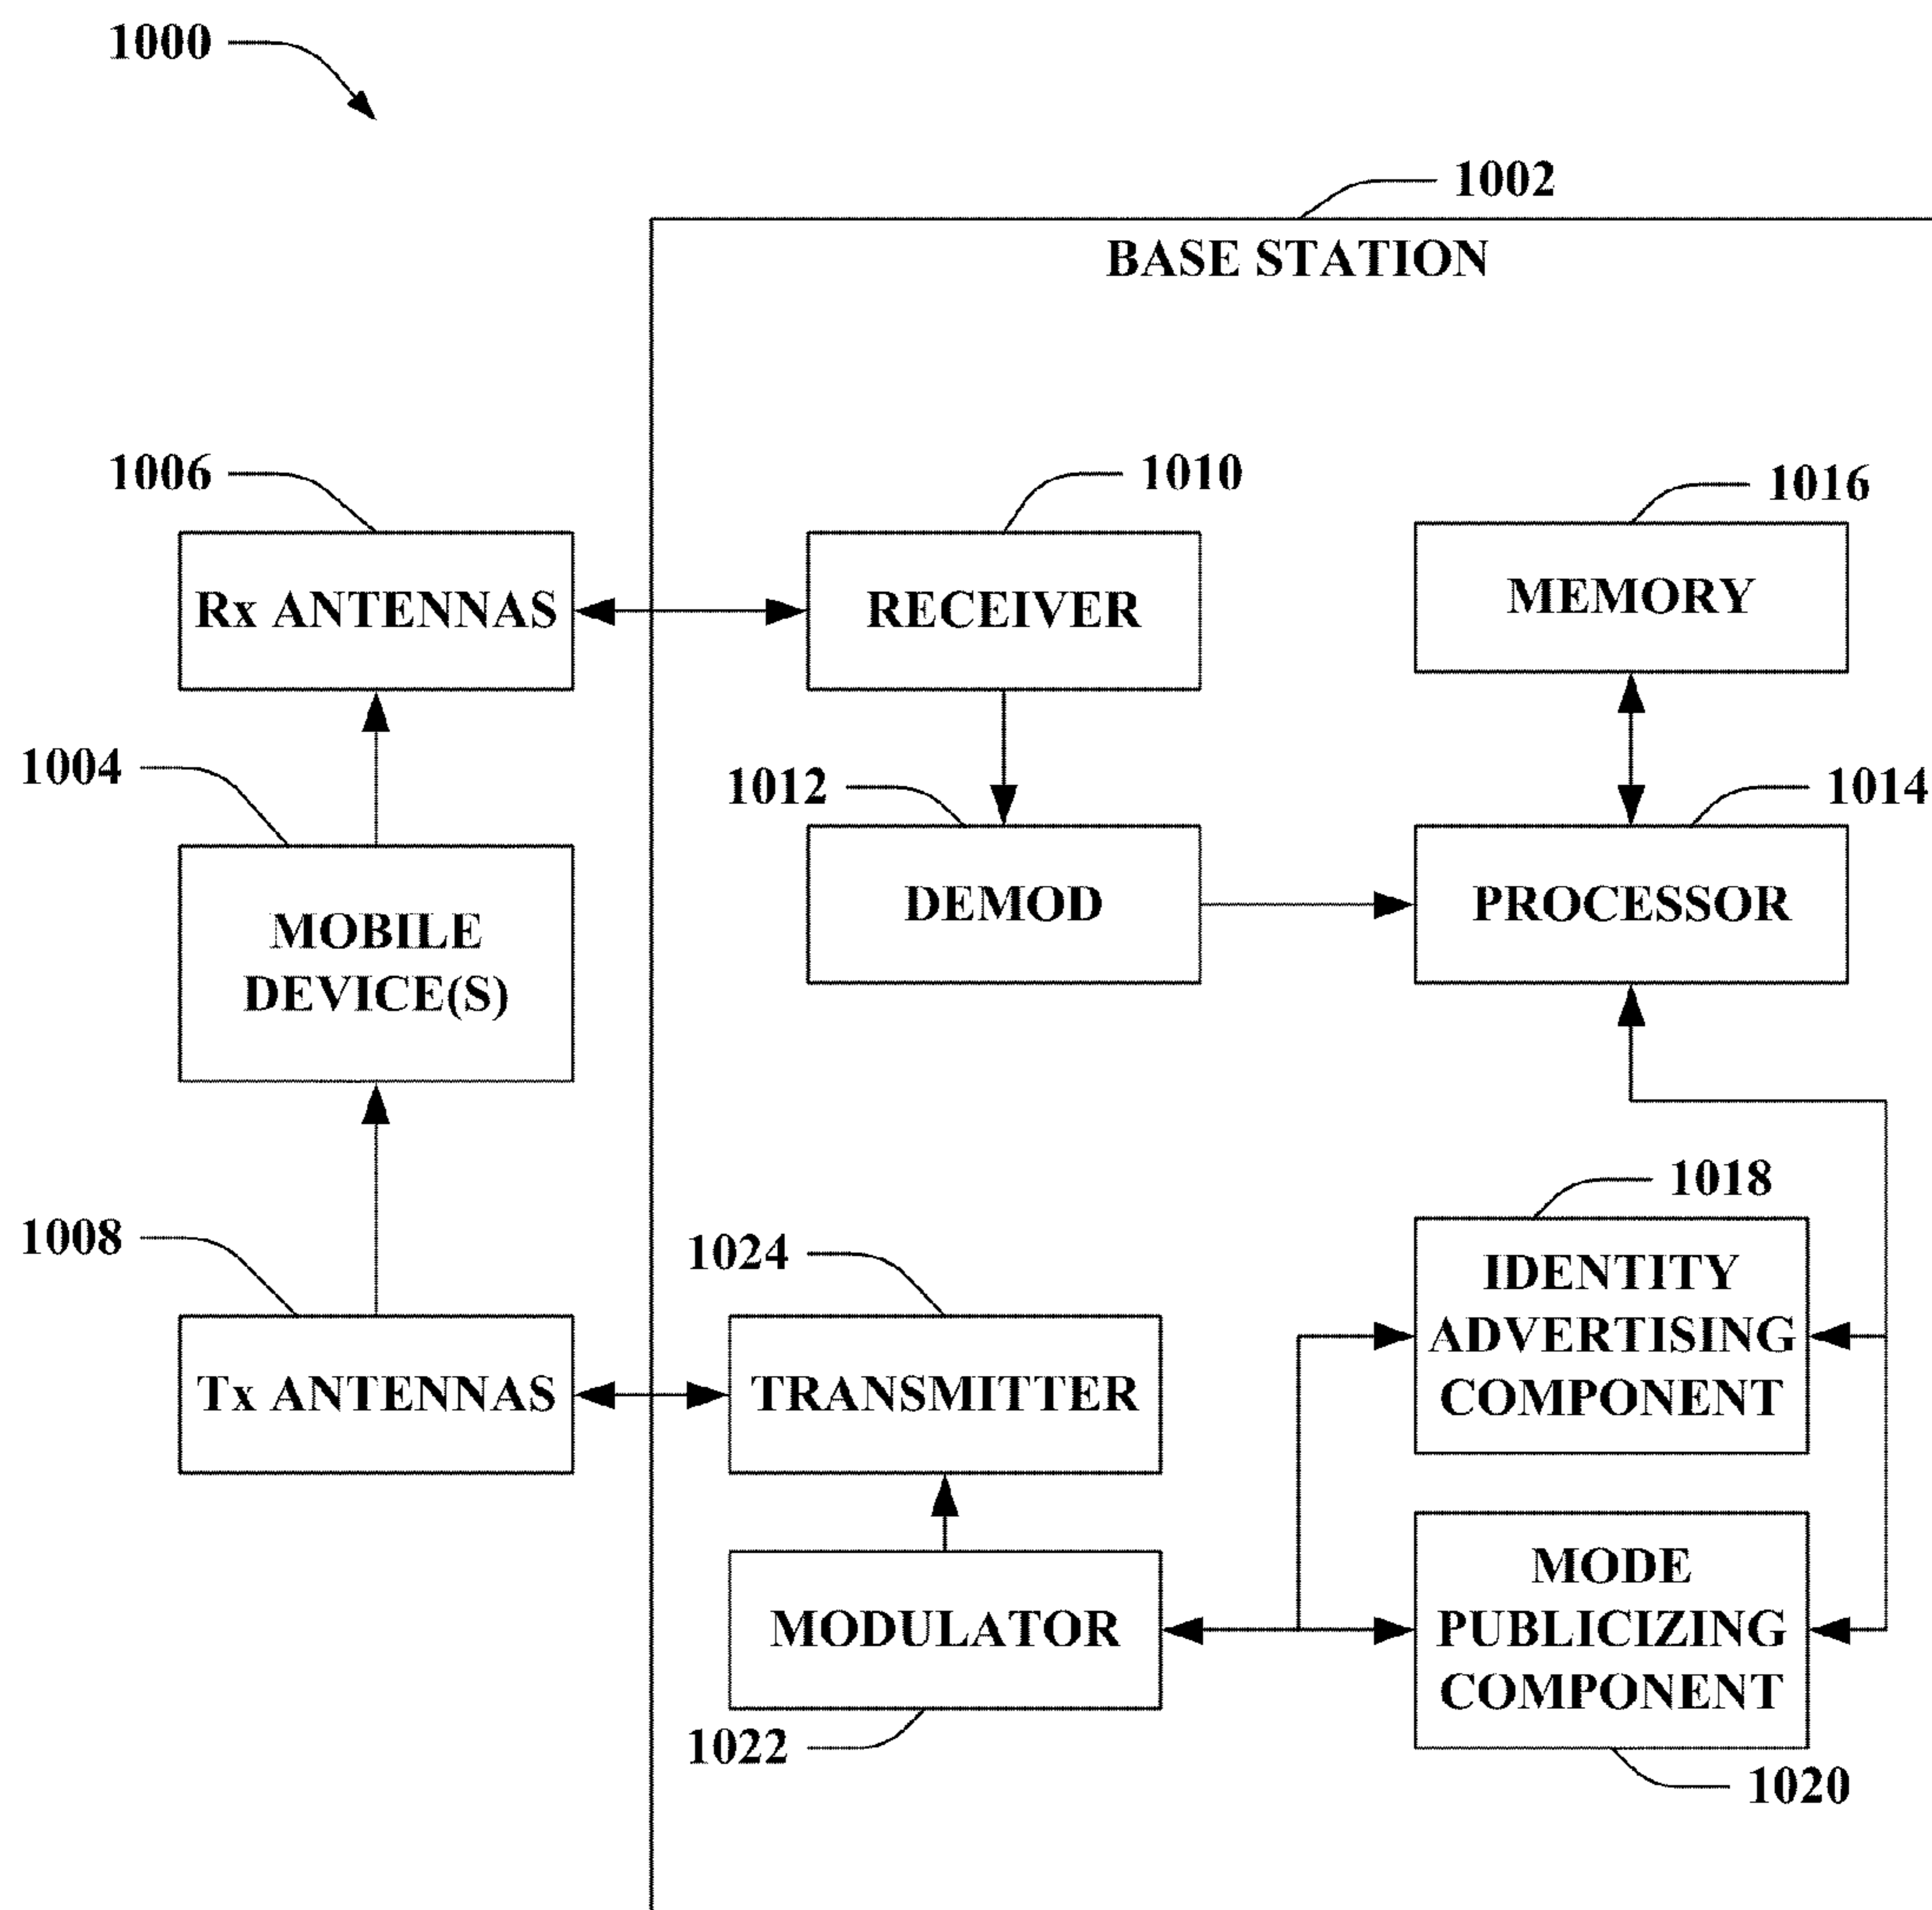 1000
1002
BASE STATION
1006
1010
1016
Rx ANTENNAS
RECEIVER
MEMORY
1004
1012
1014
MOBILE
DEVICE(S)
DEMOD
PROCESSOR
1008
1024
1018
Tx ANTENNAS
TRANSMITTER
IDENTITY
ADVERTISING
COMPONENT
MODULATOR
MODE
PUBLICIZING
COMPONENT
1022
1020